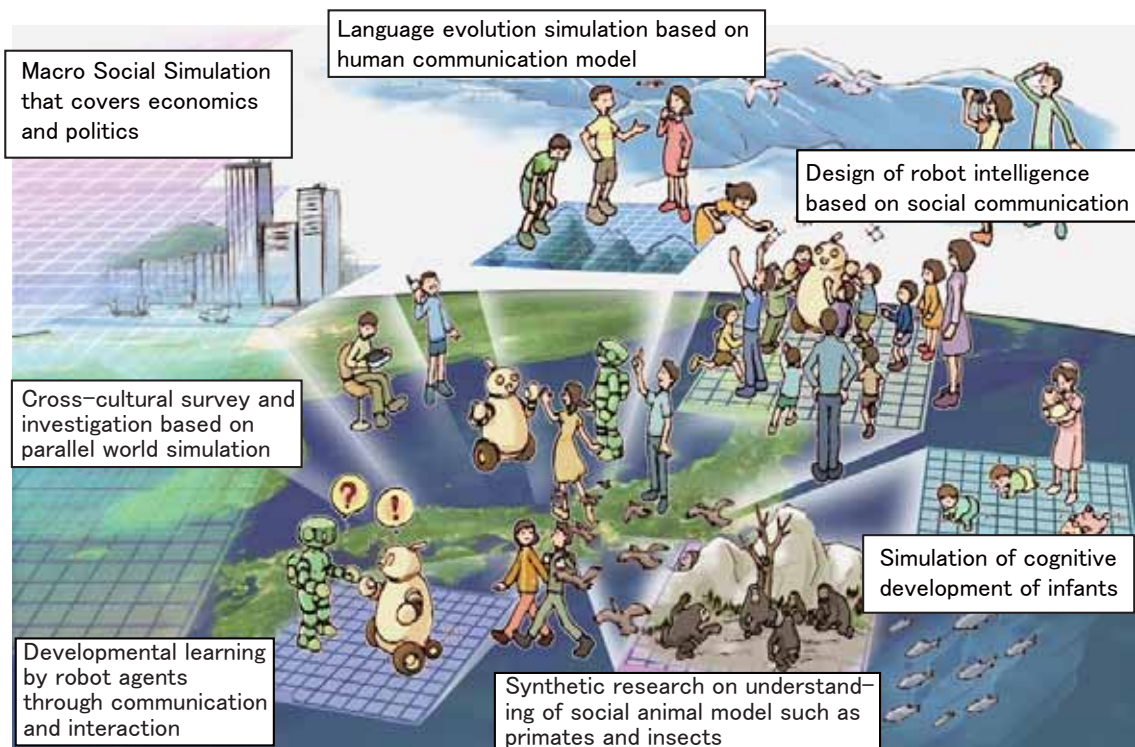 Language evolution simulation based on
human communication model
Macro Social Simulation
that covers economics
and politics
Design of robot intelligence
based on social communication
Cross-cultural survey and
investigation based on
parallel world simulation
?
!
Simulation of cognitive
development of infants
Developmental learning
by robot agents
through communication
and interaction
Synthetic research on understand-
ing of social animal model such as
primates and insects